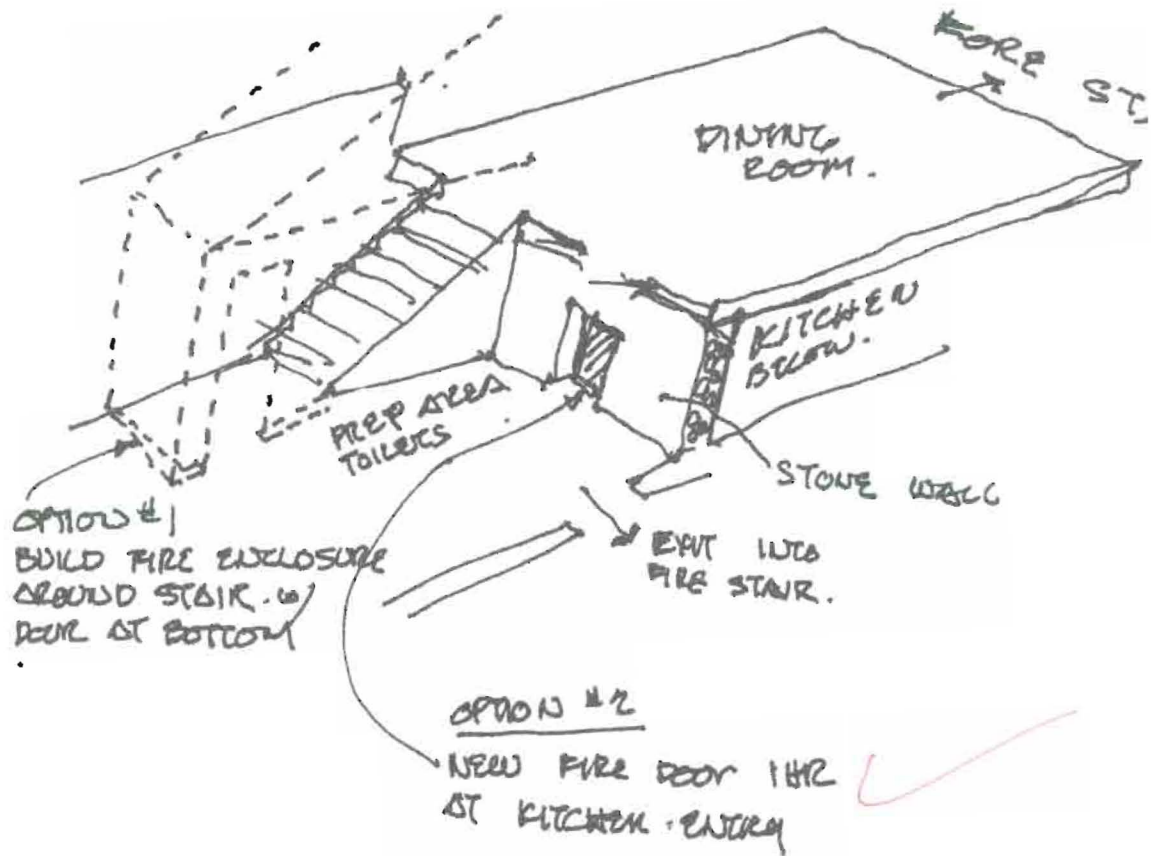 FORE ST.
DINING
ROOM.
KITCHEN
BELOW.
PREP AREA
TOILETS
STONE WALL
EXIT INTO
FIRE STAIR.
OPTION #1
BUILD FIRE ENCLOSURE
AROUND STAIR. w/
DOOR AT BOTTOM
OPTION #2
NEW FIRE DOOR 1HR
AT KITCHEN. ENTRY